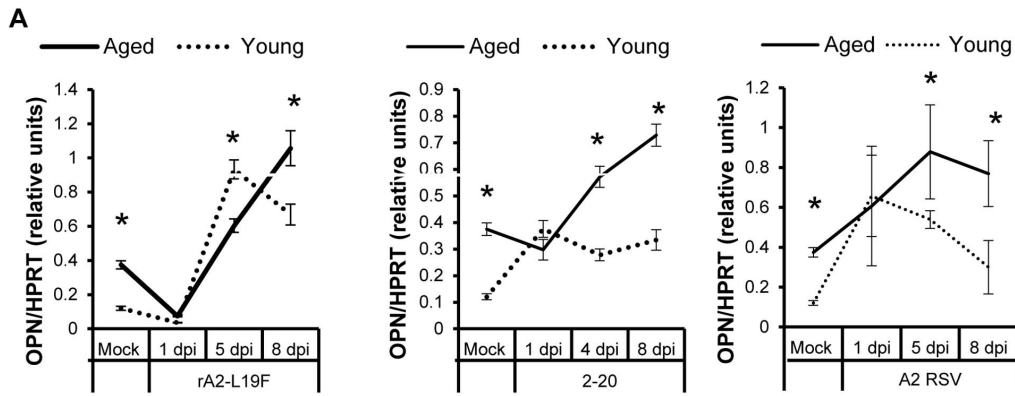 A
Aged Young
OPN/HPRT (relative units)
1.4
1.2
1
0.8
0.6
0.4
0.2
0
*
*
*
Mock 1 dpi 5 dpi 8 dpi
rA2-L19F
Aged Young
OPN/HPRT (relative units)
0.9
0.8
0.7
0.6
0.5
0.4
0.3
0.2
0.1
0
*
*
*
Mock 1 dpi 4 dpi 8 dpi
2-20
Aged Young
OPN/HPRT (relative units)
1.2
1
0.8
0.6
0.4
0.2
0
*
*
*
Mock 1 dpi 5 dpi 8 dpi
A2 RSV